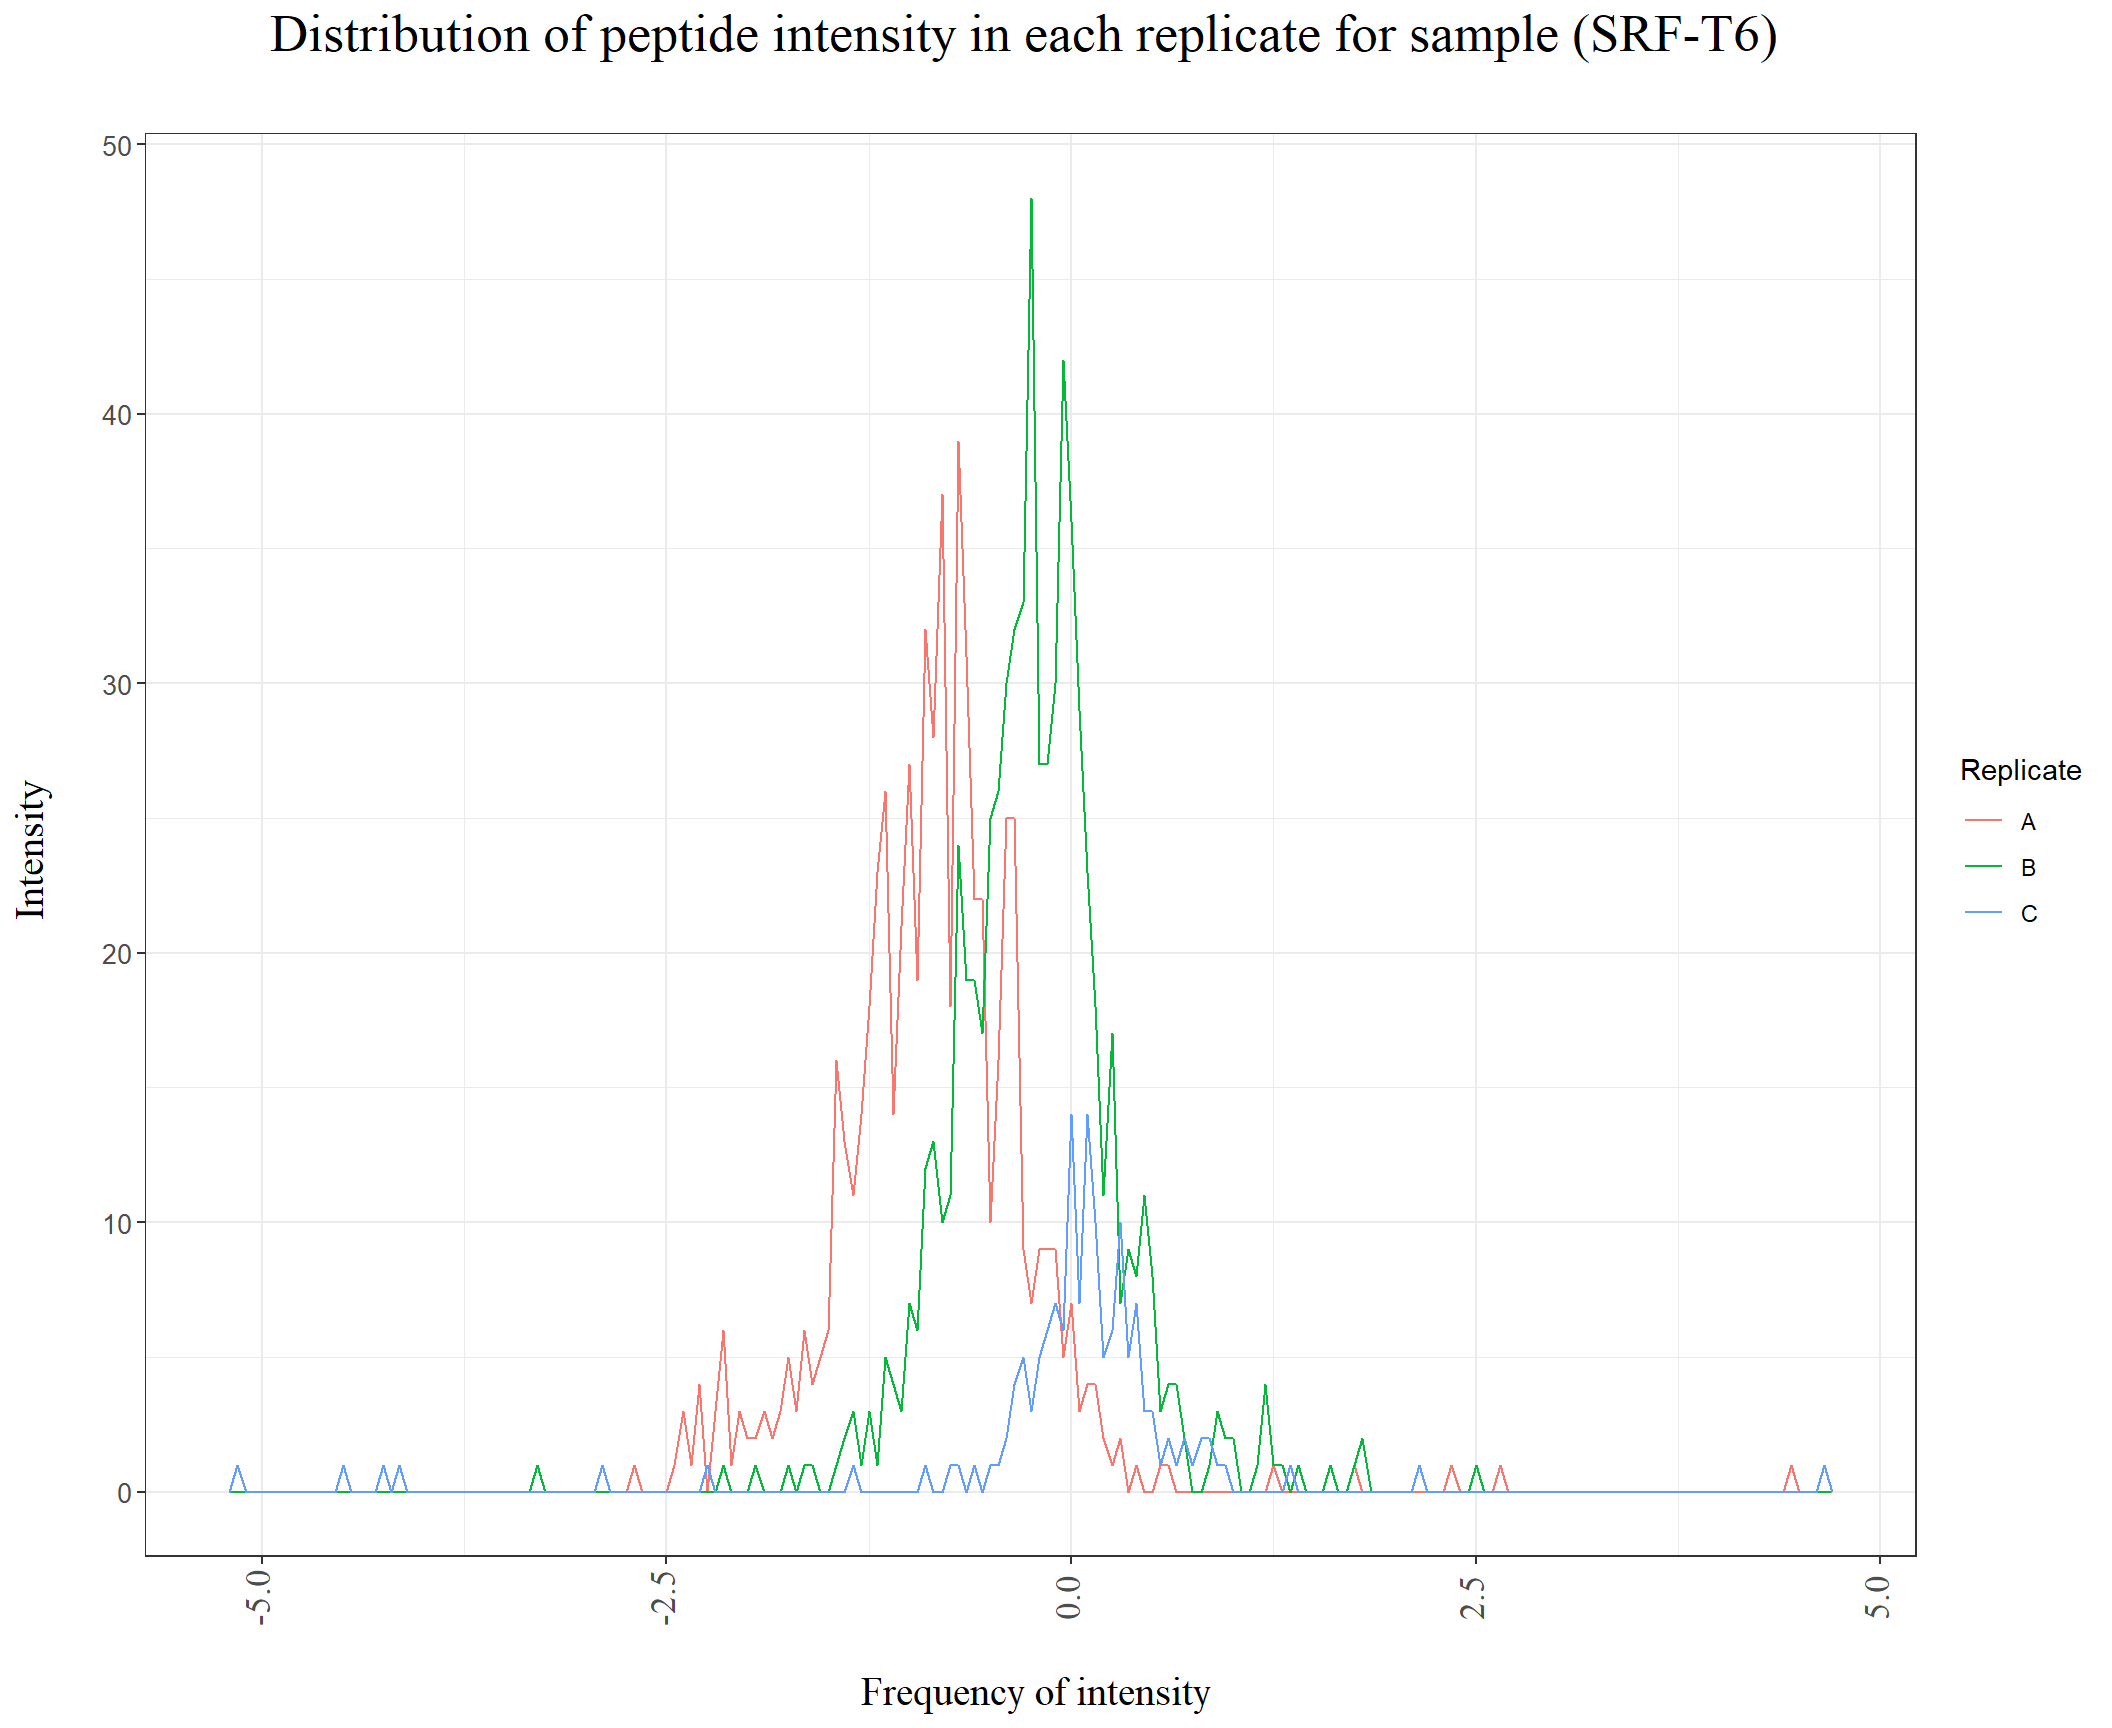 Distribution of peptide intensity in each replicate for sample (SRF-T6)
50
40
30
20
10
0
Intensity
-5.0
-2.5
0.0
2.5
5.0
Frequency of intensity
Replicate
A
B
C